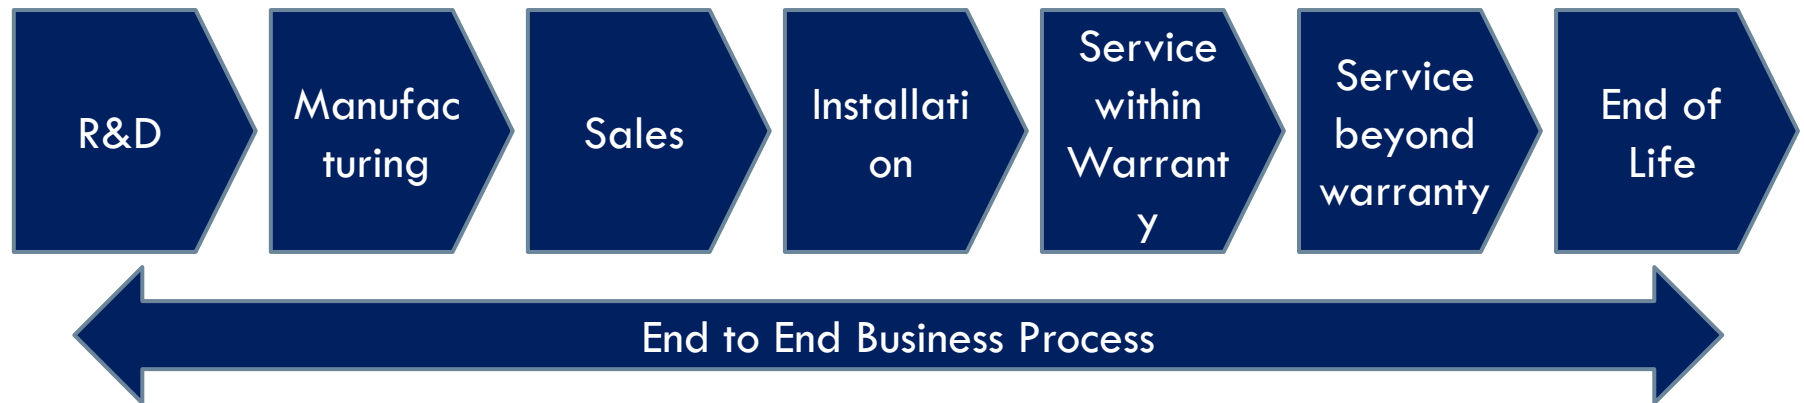 R&D
Manufac
turing
Sales
Installati
on
Service
within
Warrant
y
Service
beyond
warranty
End of
Life
End to End Business Process